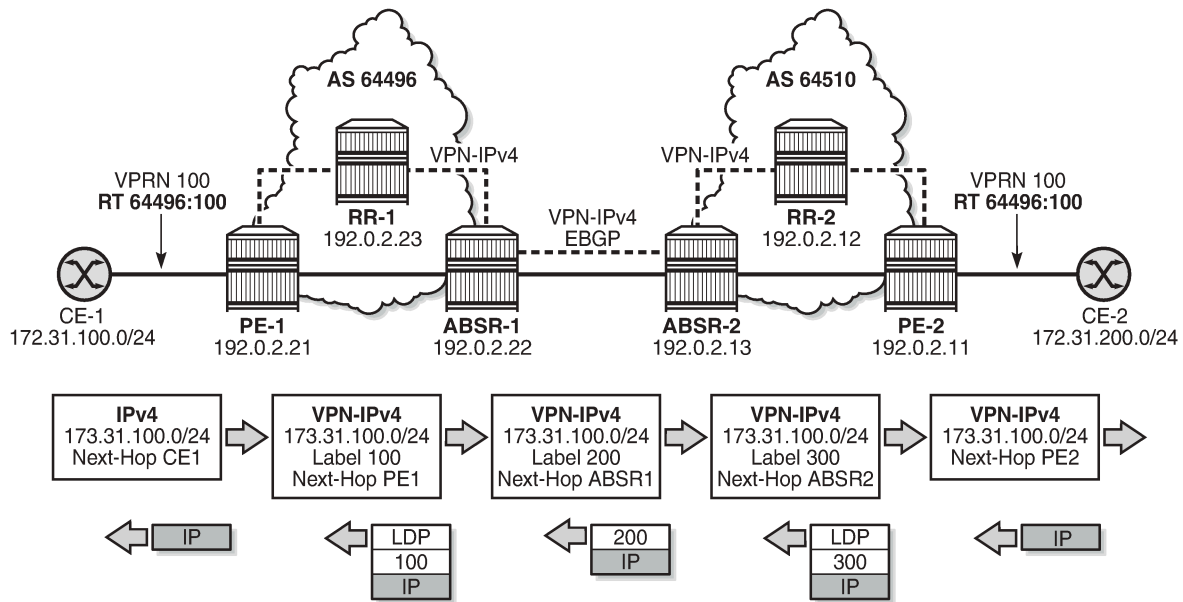 AS 64496
AS 64510
VPN-IPv4
VPN-IPv4
VPRN 100
RT 64496:100
RR-1
192.0.2.23
VPN-IPv4
EBGP
RR-2
192.0.2.12
VPRN 100
RT 64496:100
CE-1
172.31.100.0/24
PE-1
192.0.2.21
ABSR-1
192.0.2.22
ABSR-2
192.0.2.13
PE-2
192.0.2.11
CE-2
172.31.200.0/24
IPv4
173.31.100.0/24
Next-Hop CE1
VPN-IPv4
173.31.100.0/24
Label 100
Next-Hop PE1
VPN-IPv4
173.31.100.0/24
Label 200
Next-Hop ABSR1
VPN-IPv4
173.31.100.0/24
Label 300
Next-Hop ABSR2
VPN-IPv4
173.31.100.0/24
Next-Hop PE2
IP
LDP
100
IP
200
IP
LDP
300
IP
IP